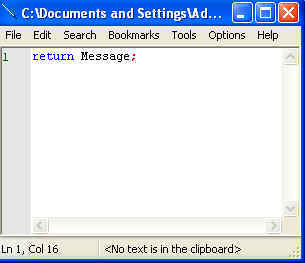 C:\Documents and Settings\Ad...
File Edit Search Bookmarks Tools Options Help
1 return Message;
Ln 1, Col 16 <No text is in the clipboard>